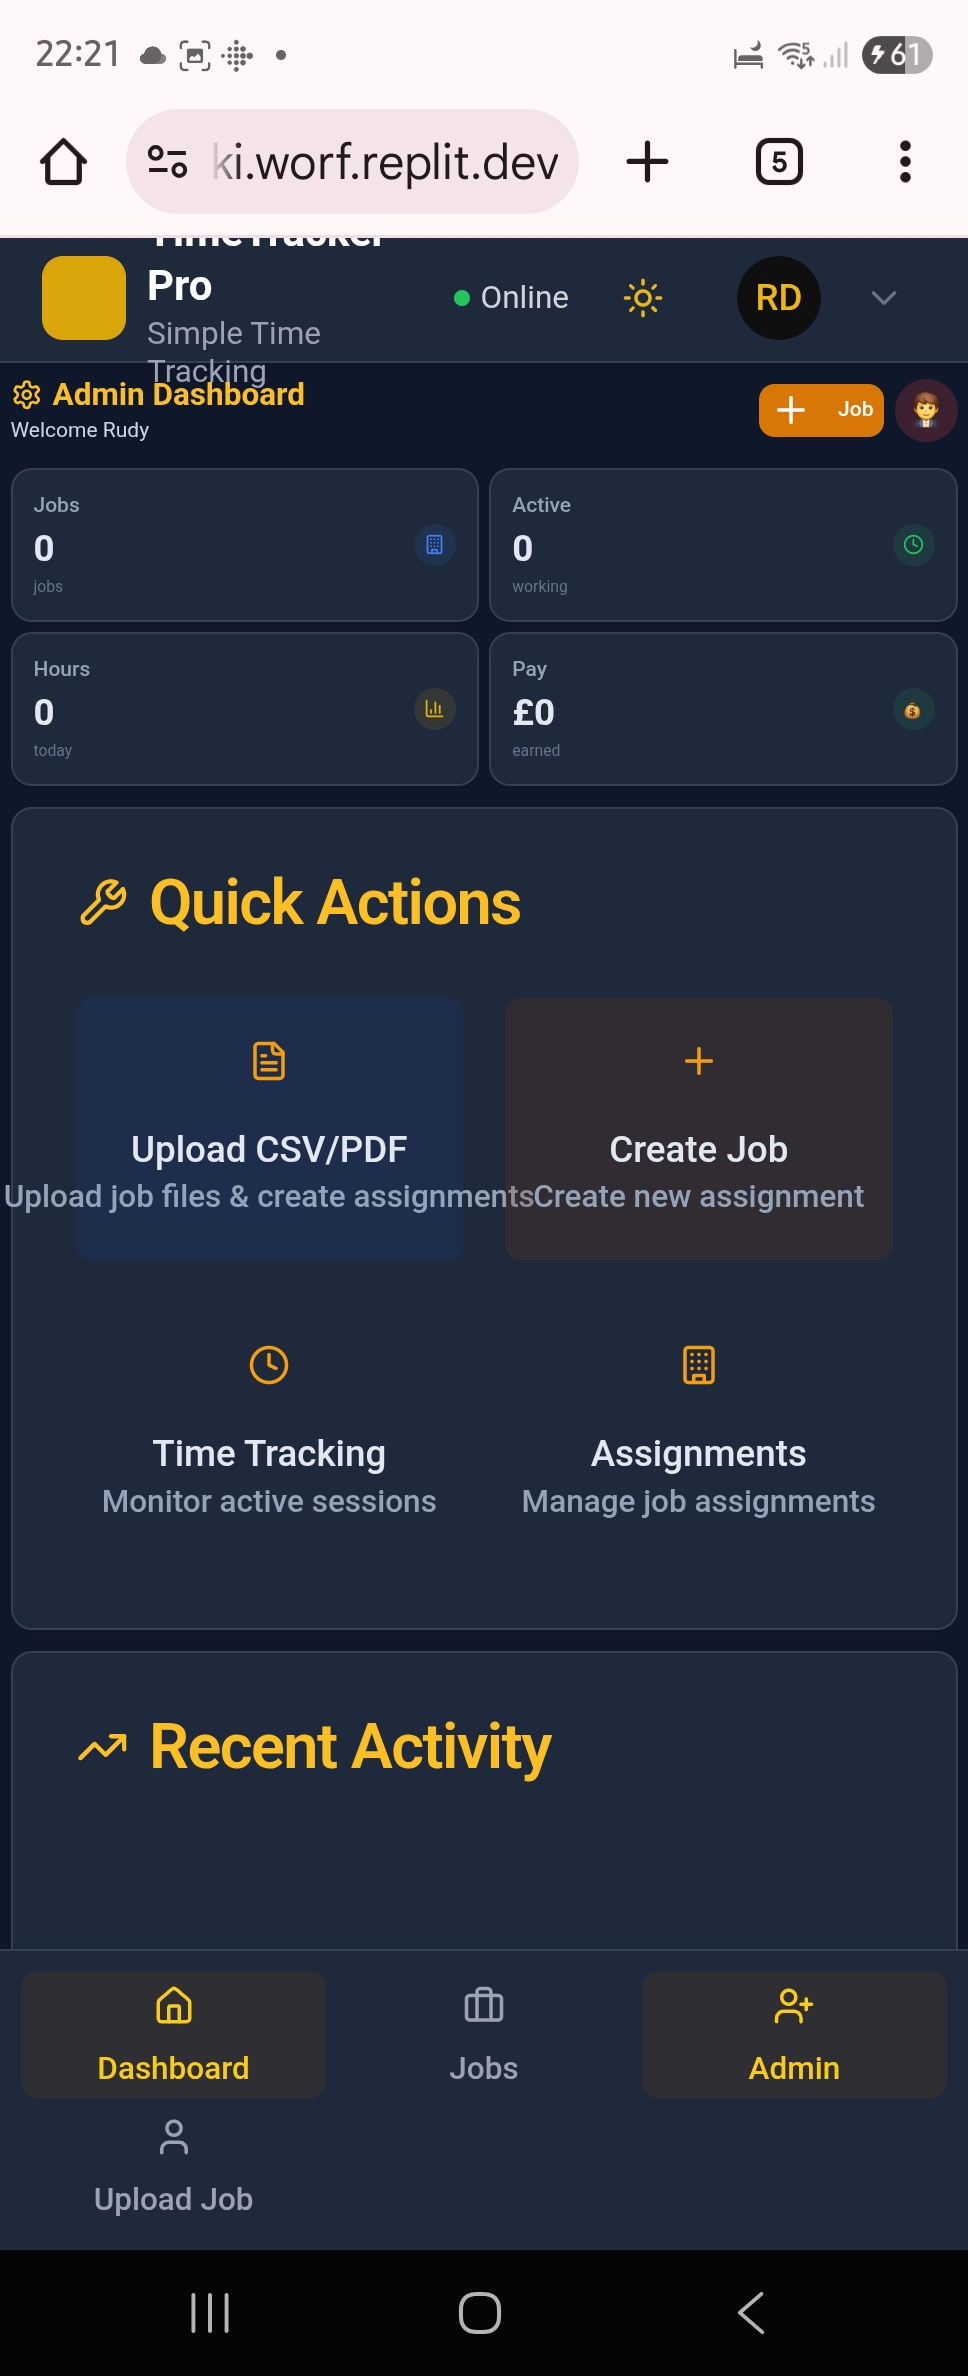 22:21
5
61
ki.worf.replit.dev
5
TimeTracker
Pro
Simple Time
Tracking
Online
RD
Admin Dashboard
Welcome Rudy
Job
Jobs
0
jobs
Active
0
working
Hours
0
today
Pay
£0
earned
Quick Actions
Upload CSV/PDF
Upload job files & create assignments
Create Job
Create new assignment
Time Tracking
Monitor active sessions
Assignments
Manage job assignments
Recent Activity
Dashboard
Jobs
Admin
Upload Job